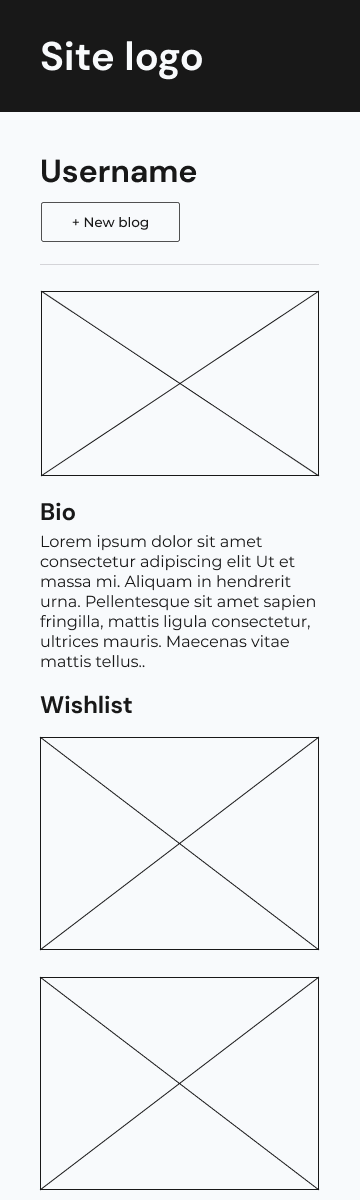 Site logo
Username
+ New blog
Bio
Lorem ipsum dolor sit amet
consectetur adipiscing elit Ut et
massa mi. Aliquam in hendrerit
urna. Pellentesque sit amet sapien
fringilla, mattis ligula consectetur,
ultrices mauris. Maecenas vitae
mattis tellus..
Wishlist